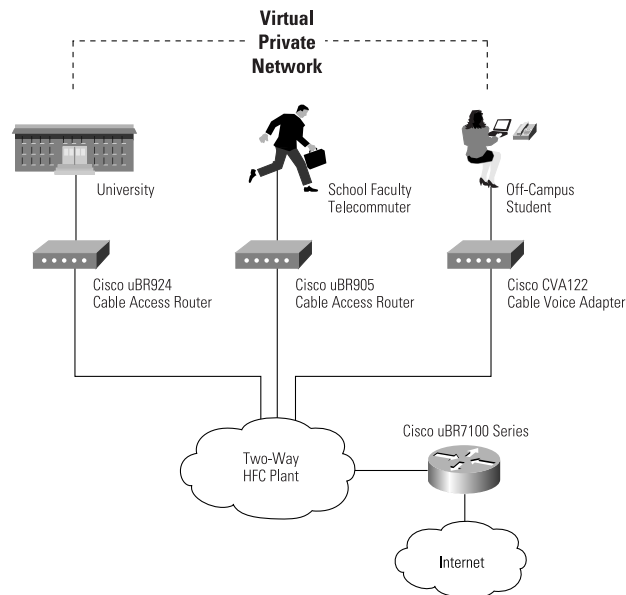 Virtual
Private
Network
University
School Faculty
Telecommuter
Off-Campus
Student
Cisco uBR924
Cable Access Router
Cisco uBR905
Cable Access Router
Cisco CVA122
Cable Voice Adapter
Two-Way
HFC Plant
Cisco uBR7100 Series
Internet